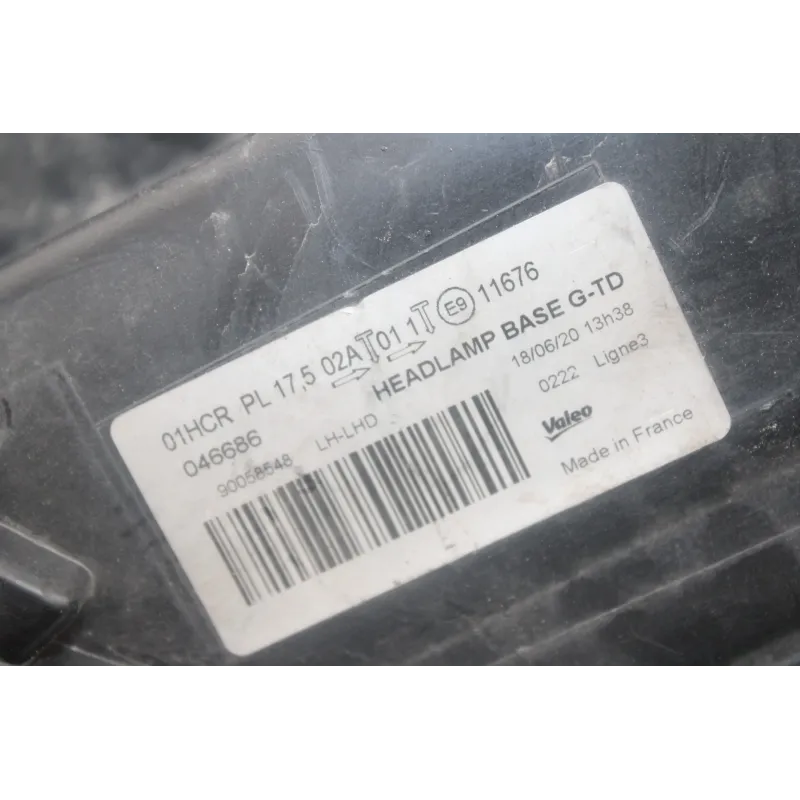 01HCR PL 17,5 02A 01 1 E9 11676
046686 HEADLAMP BASE G-TD
90058548 LH-LHD 18/06/20 13h38
0222 Ligne3
Valeo
Made in France